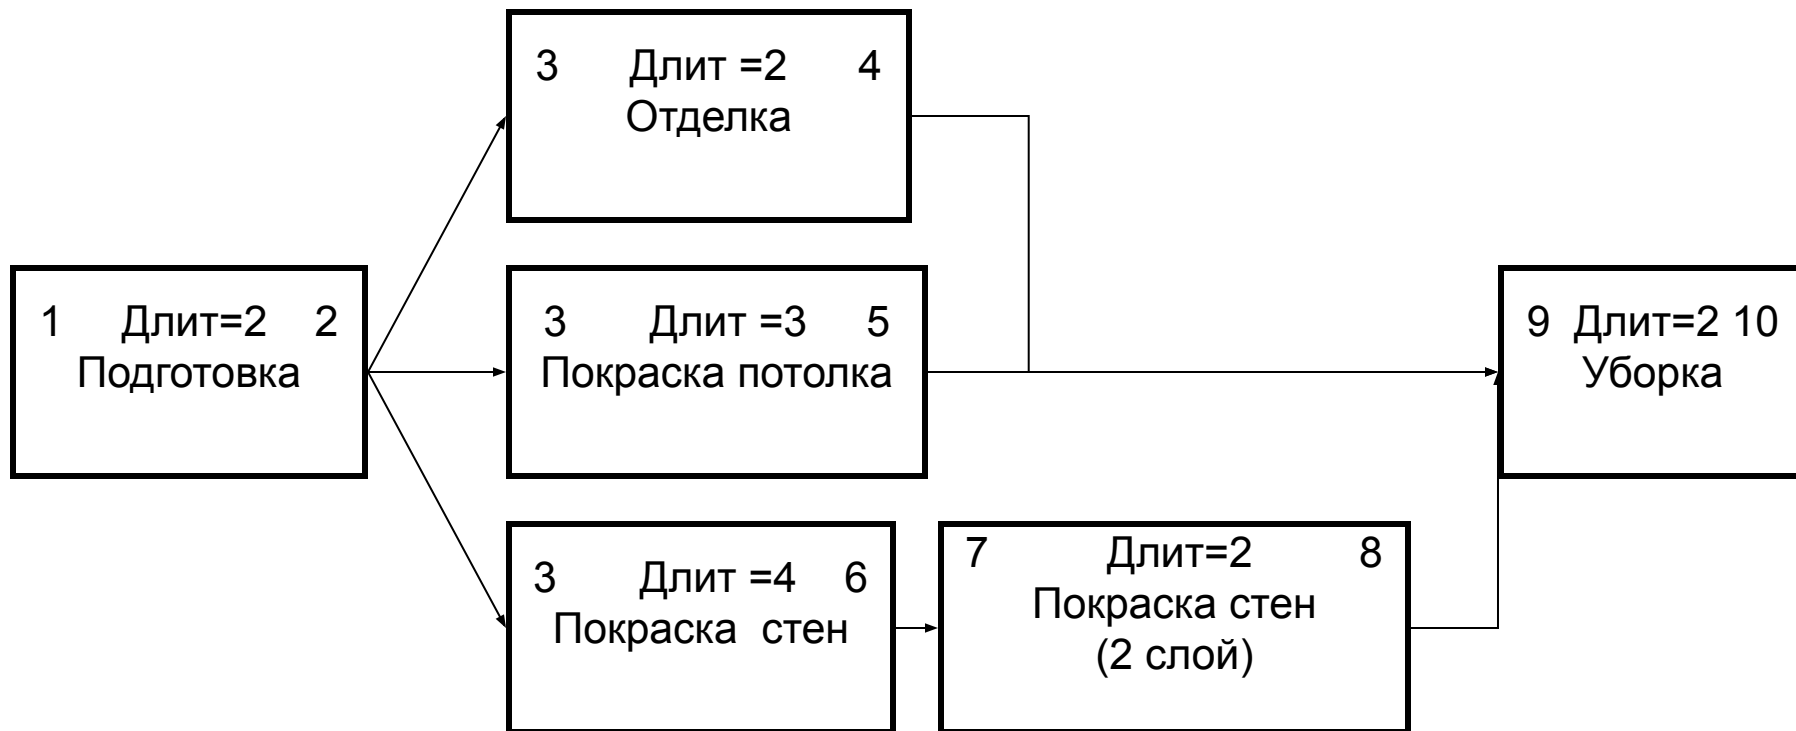 3 Длит =2 4
Отделка
1 Длит=2 2
Подготовка
3 Длит =3 5
Покраска потолка
9 Длит=2 10
Уборка
3 Длит =4 6
Покраска стен
7 Длит=2 8
Покраска стен
(2 слой)